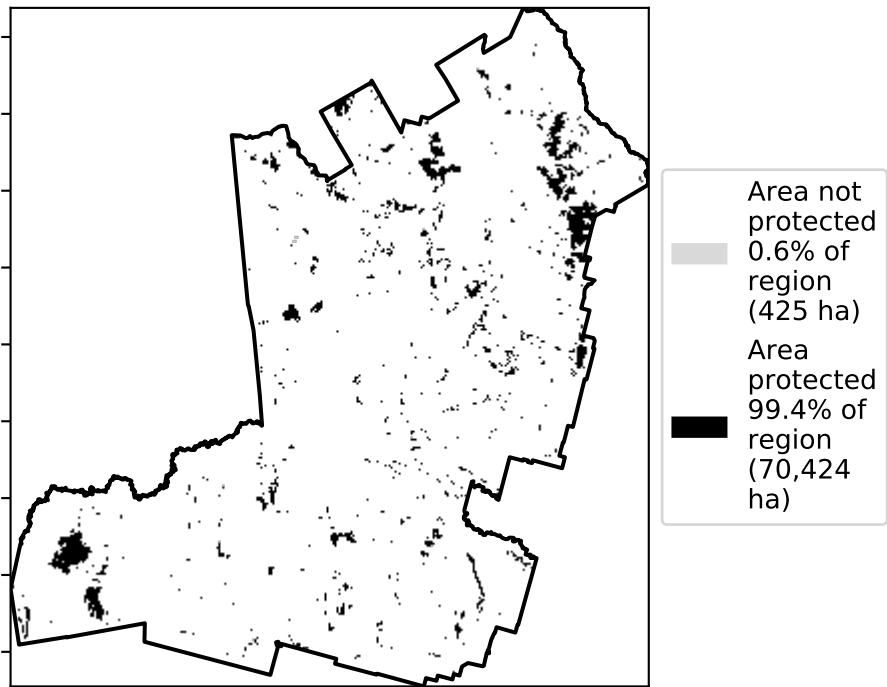 Area not
protected
0.6% of
region
(425 ha)
Area
protected
99.4% of
region
(70,424
ha)